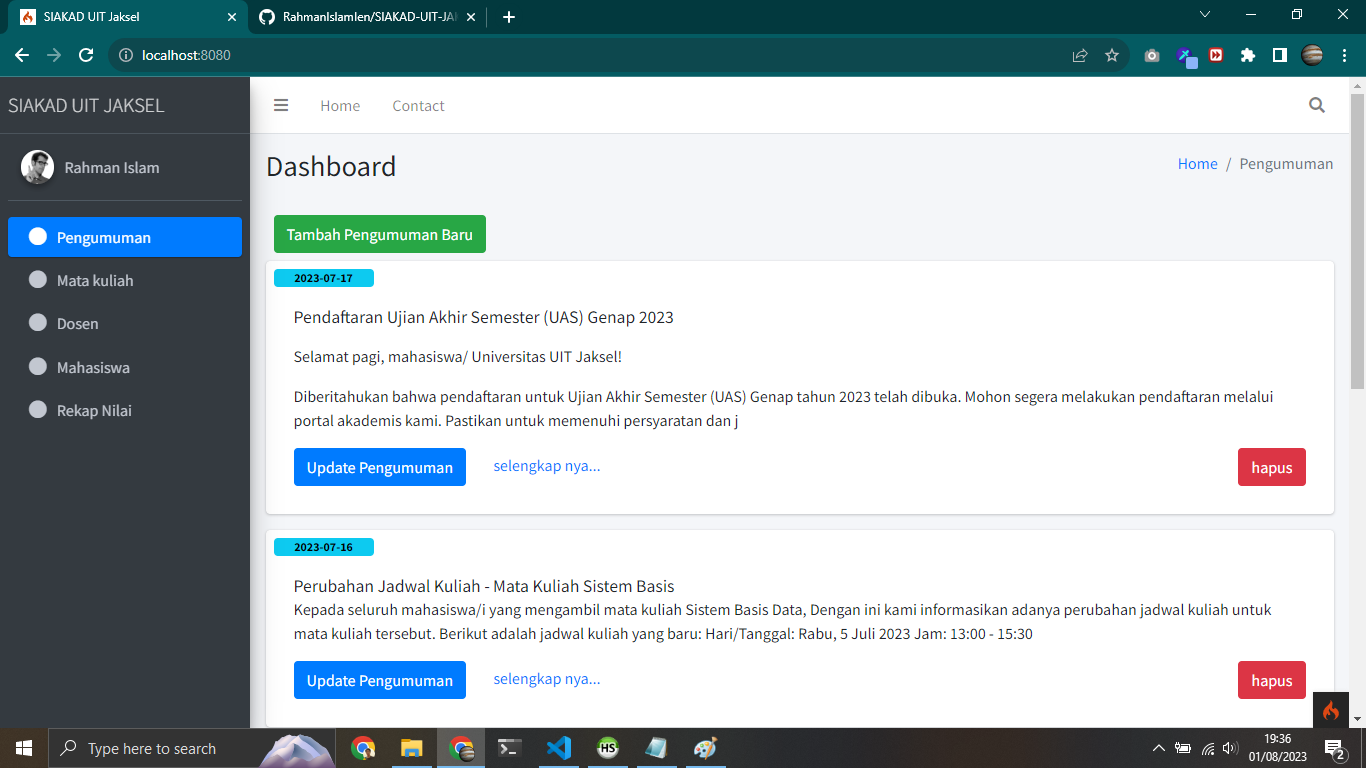 SIAKAD UIT Jaksel
RahmanIslamIen/SIAKAD-UIT-JA
localhost:8080
SIAKAD UIT JAKSEL
Home Contact
Rahman Islam
Dashboard
Home / Pengumuman
Pengumuman
Mata kuliah
Dosen
Mahasiswa
Rekap Nilai
Tambah Pengumuman Baru
2023-07-17
Pendaftaran Ujian Akhir Semester (UAS) Genap 2023
Selamat pagi, mahasiswa/ Universitas UIT Jaksel!
Diberitahukan bahwa pendaftaran untuk Ujian Akhir Semester (UAS) Genap tahun 2023 telah dibuka. Mohon segera melakukan pendaftaran melalui
portal akademis kami. Pastikan untuk memenuhi persyaratan dan j
Update Pengumuman selengkap nya... hapus
2023-07-16
Perubahan Jadwal Kuliah - Mata Kuliah Sistem Basis
Kepada seluruh mahasiswa/i yang mengambil mata kuliah Sistem Basis Data, Dengan ini kami informasikan adanya perubahan jadwal kuliah untuk
mata kuliah tersebut. Berikut adalah jadwal kuliah yang baru: Hari/Tanggal: Rabu, 5 Juli 2023 Jam: 13:00 - 15:30
Update Pengumuman selengkap nya... hapus
Type here to search
HS
19:36
01/08/2023
2